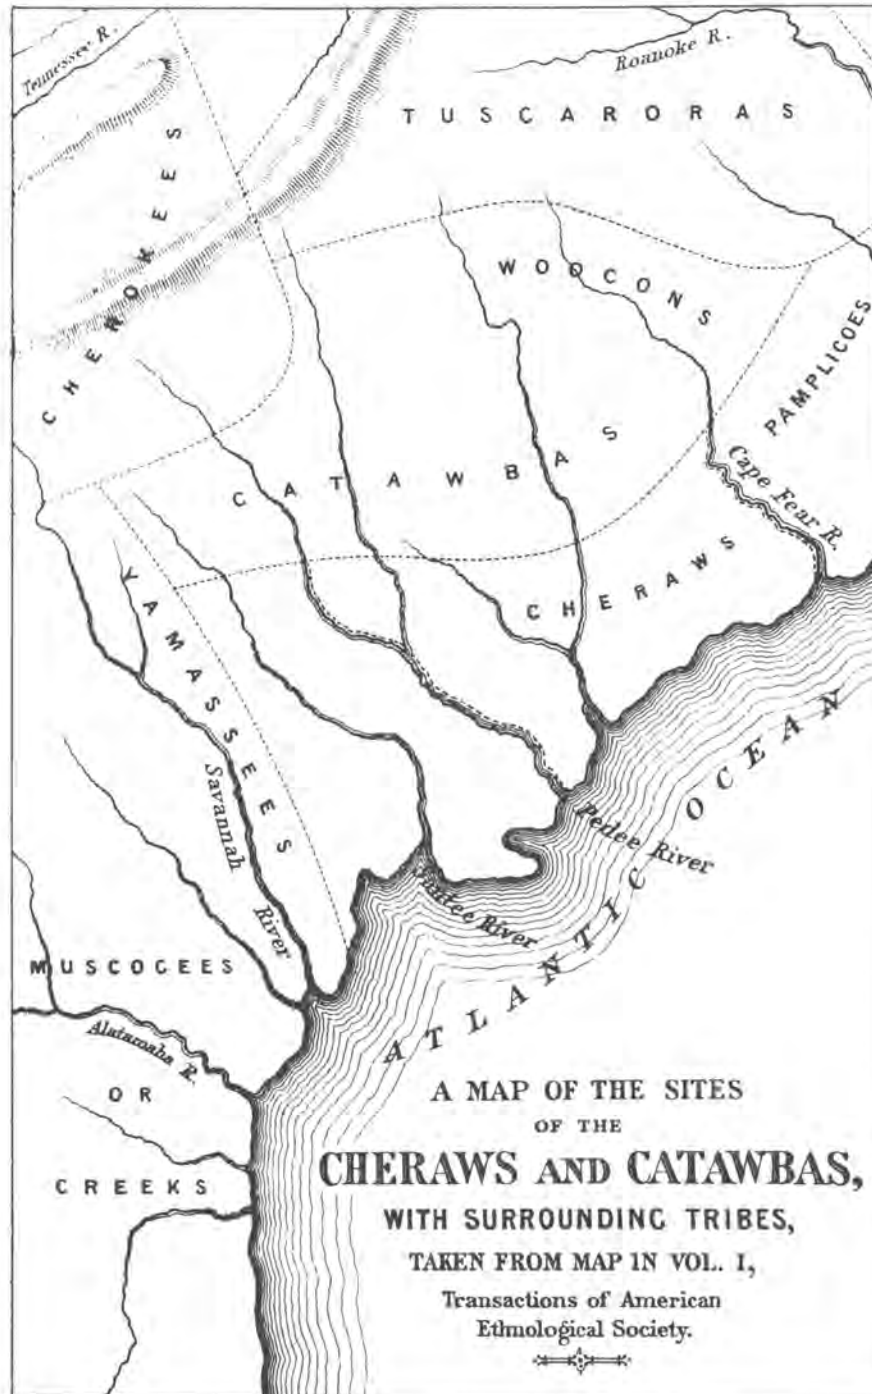 Tennessee R.
Roanoke R.
TUSCARORAS
CHEROKEES
WOOCONS
PAMPLICOES
CATAWBAS
Cape Fear R.
CHERAWS
YAMASSEES
Savannah River
Pedee River
Santee River
ATLANTIC OCEAN
MUSCOGEES
Alatamaha R.
OR
CREEKS
A MAP OF THE SITES
OF THE
CHERAWS AND CATAWBAS,
WITH SURROUNDING TRIBES,
TAKEN FROM MAP IN VOL. I,
Transactions of American
Ethnological Society.